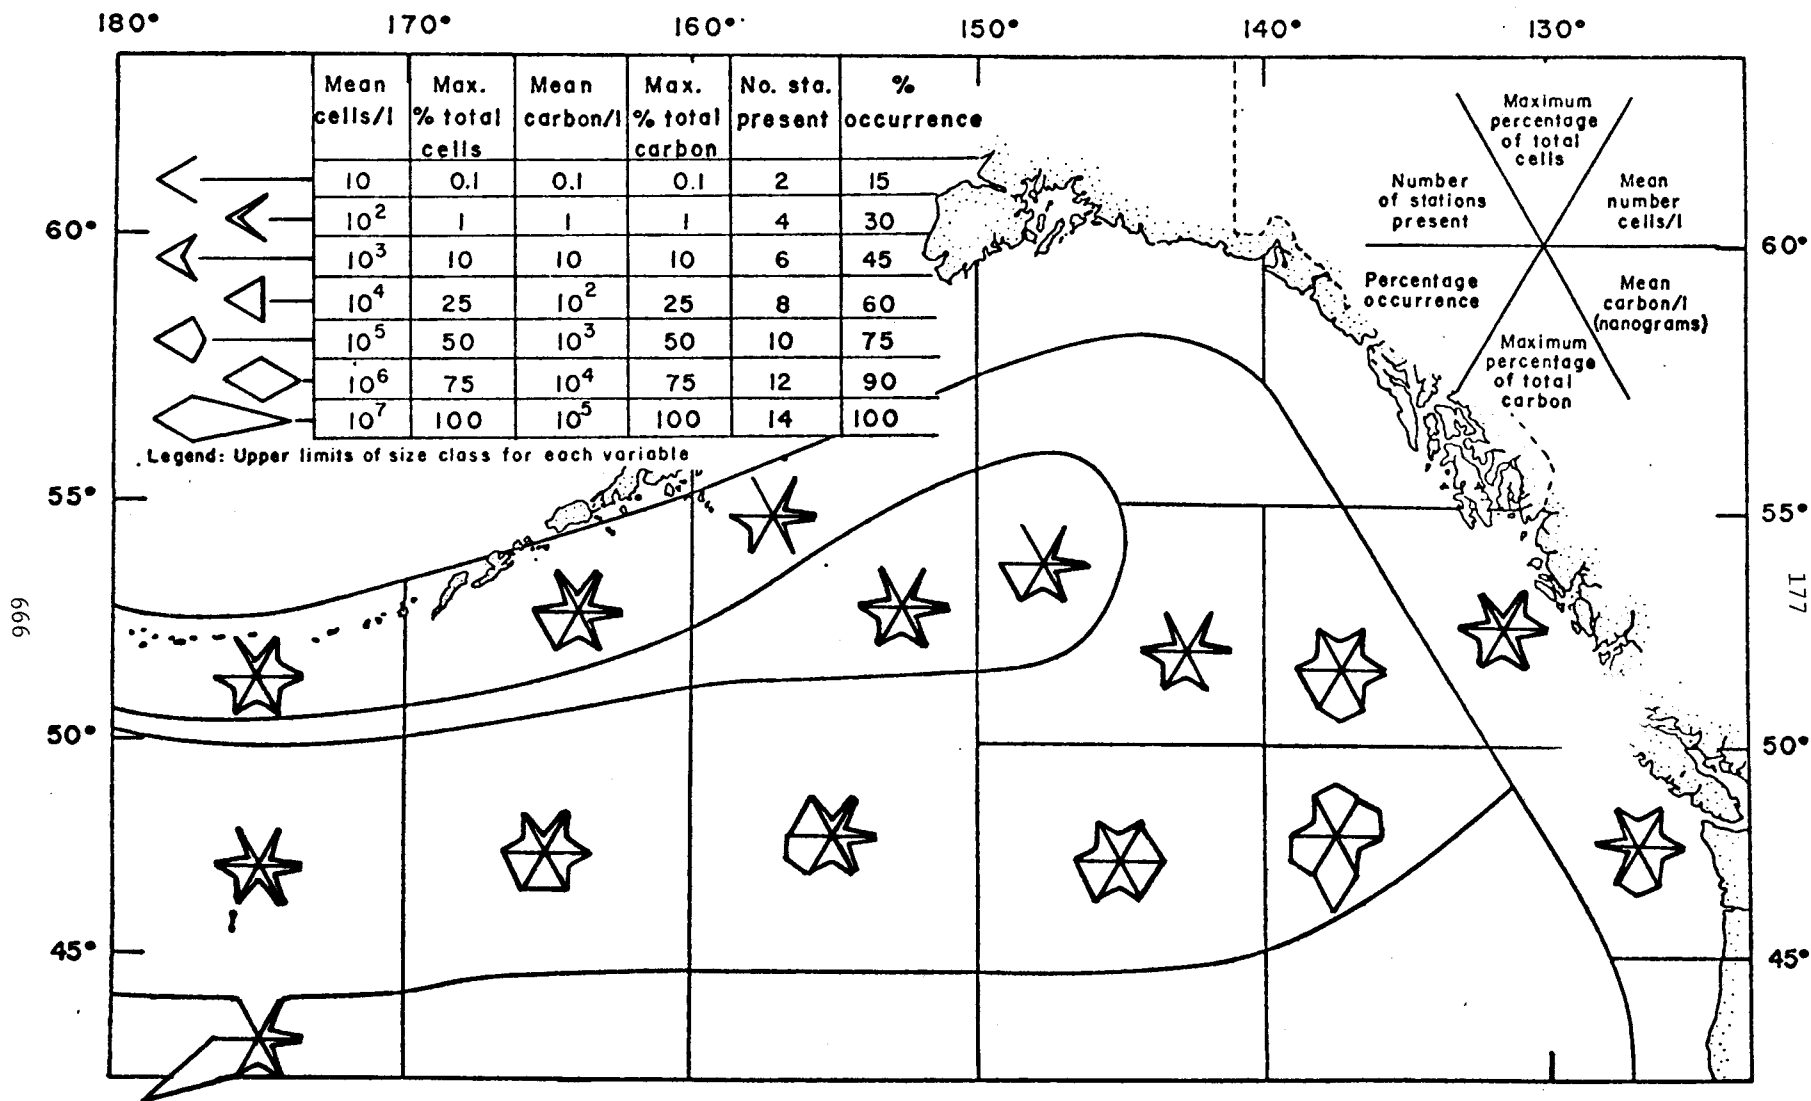 180° 170° 160° 150° 140° 130°
Mean Max. Mean Max. No. sta. %
cells/l % total carbon/l % total present occurrence
cells carbon
10 0.1 0.1 0.1 2 15
10² 1 1 1 4 30
10³ 10 10 10 6 45
10⁴ 25 10² 25 8 60
10⁵ 50 10³ 50 10 75
10⁶ 75 10⁴ 75 12 90
10⁷ 100 10⁵ 100 14 100
Legend: Upper limits of size class for each variable
Maximum
percentage
of total
cells
Number
of stations
present
Mean
number
cells/l
Percentage
occurrence
Mean
carbon/l
(nanograms)
Maximum
percentage
of total
carbon
60° 60°
55° 55°
50° 50°
45° 45°
666
177